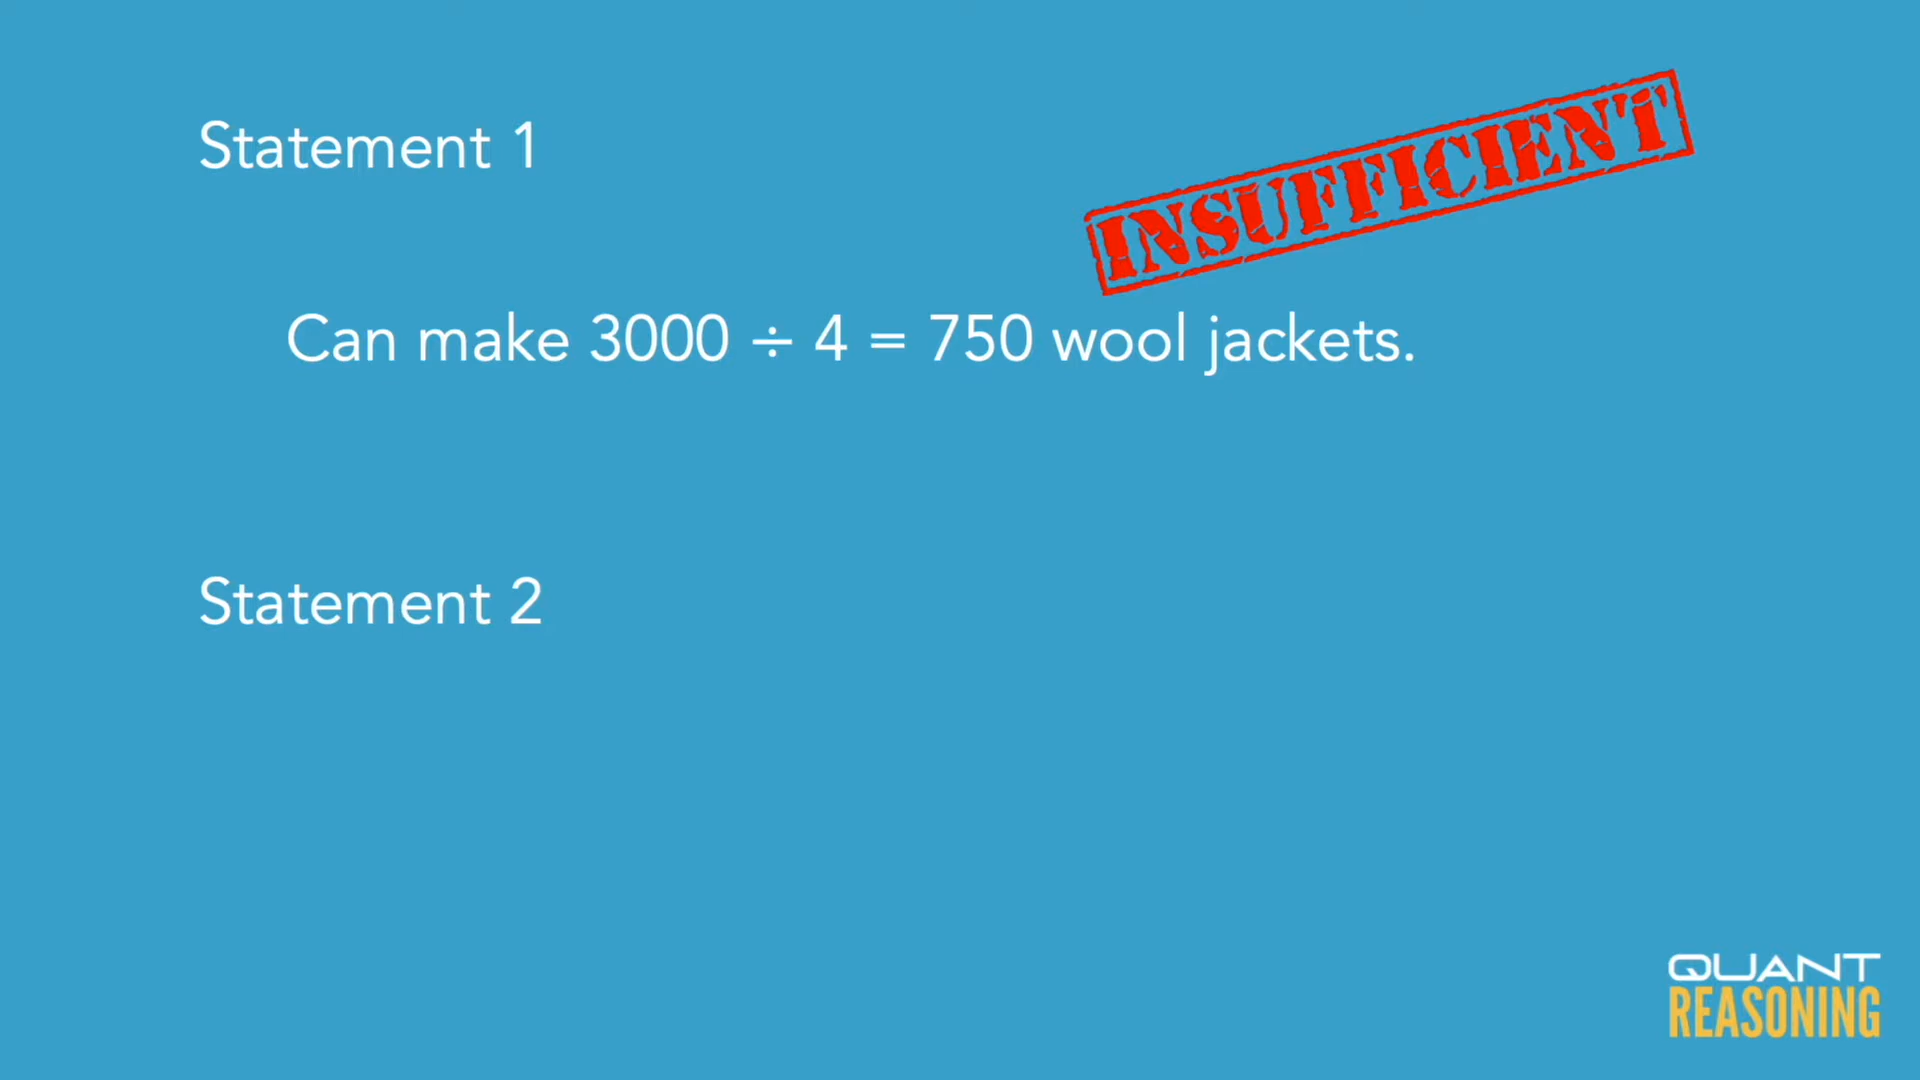 Statement 1
INSUFFICIENT
Can make 3000 ÷ 4 = 750 wool jackets.
Statement 2
QUANT
REASONING